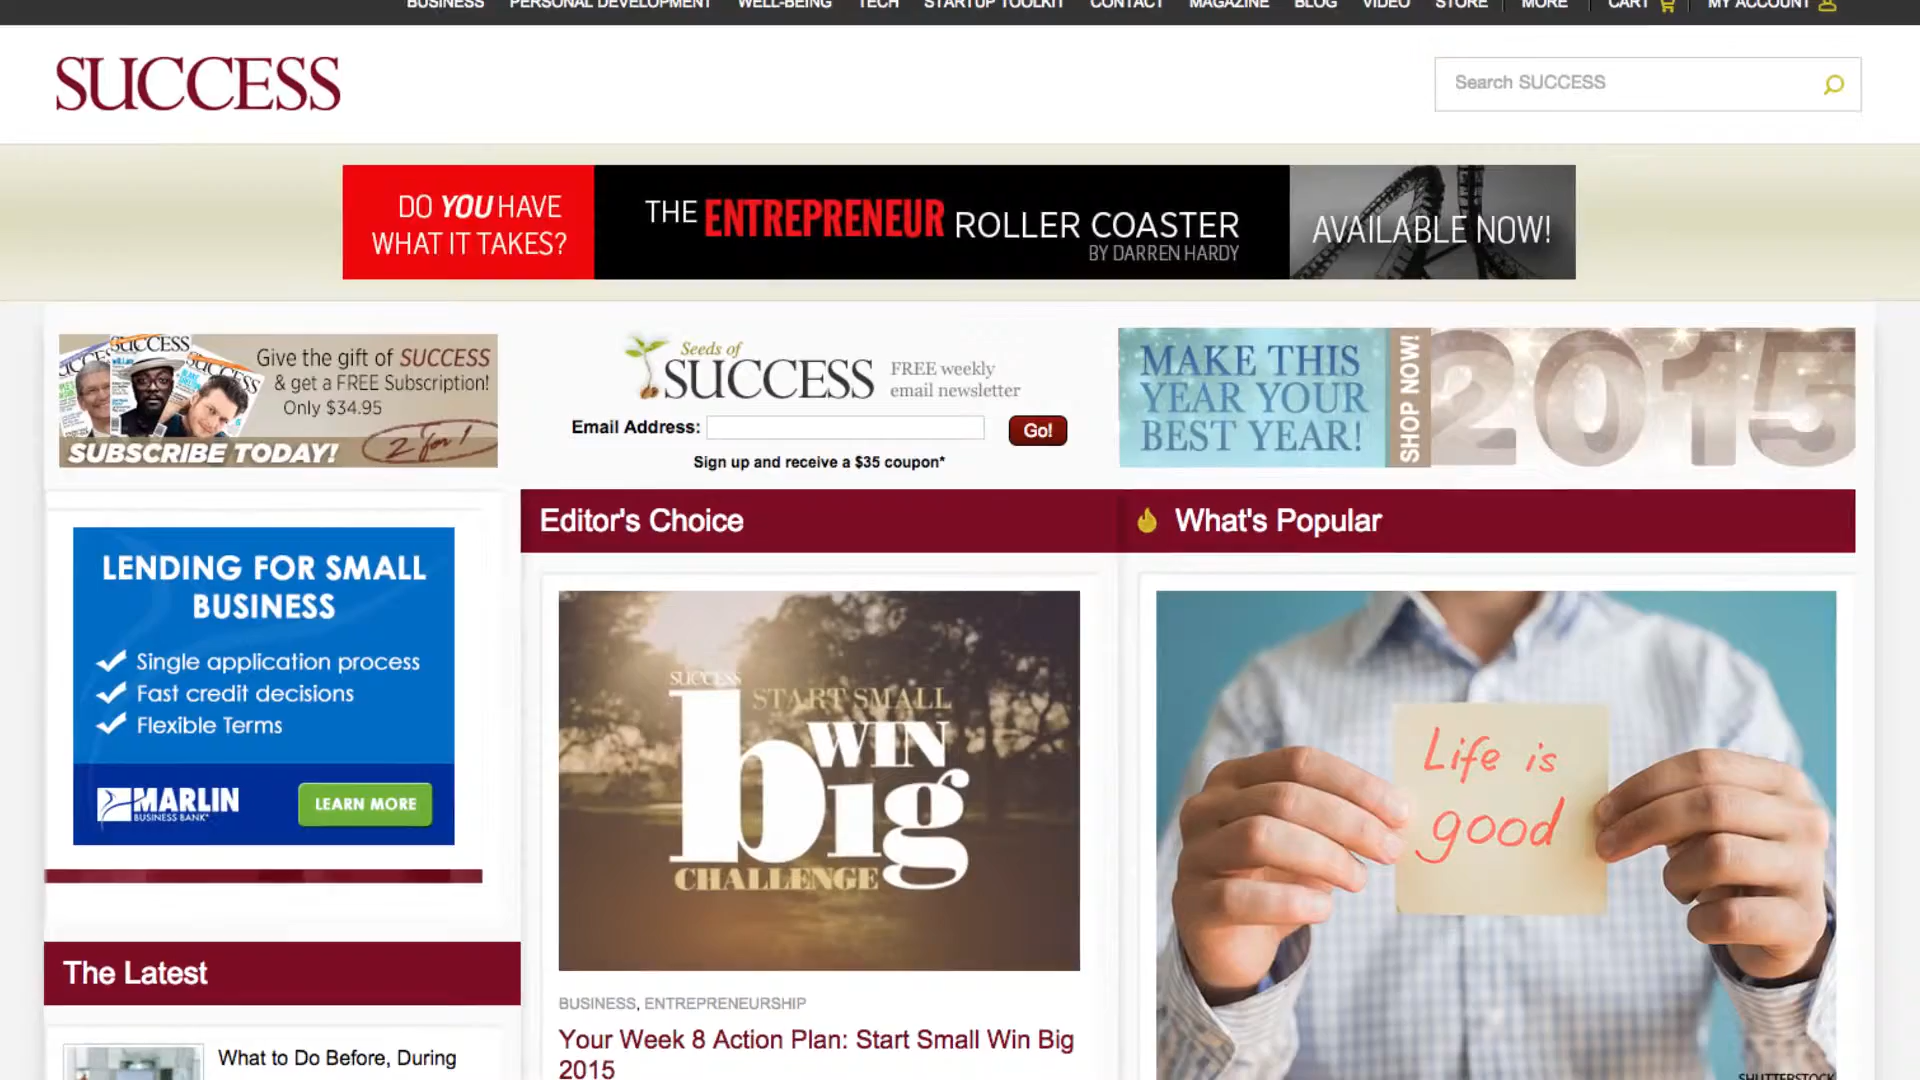 BUSINESS PERSONAL DEVELOPMENT WELL-BEING TECH STARTUP TOOLKIT CONTACT MAGAZINE BLOG VIDEO STORE MORE CART MY ACCOUNT
SUCCESS
Search SUCCESS
DO YOU HAVE
WHAT IT TAKES?
THE ENTREPRENEUR ROLLER COASTER
BY DARREN HARDY
AVAILABLE NOW!
SUCCESS
SUCCESS
Give the gift of SUCCESS
& get a FREE Subscription!
Only $34.95
2 for 1
SUBSCRIBE TODAY!
Seeds of
SUCCESS
FREE weekly
email newsletter
Email Address:
Go!
Sign up and receive a $35 coupon*
MAKE THIS
YEAR YOUR
BEST YEAR!
SHOP NOW!
2015
LENDING FOR SMALL
BUSINESS
Single application process
Fast credit decisions
Flexible Terms
MARLIN
BUSINESS BANK
LEARN MORE
The Latest
What to Do Before, During
Editor's Choice
SUCCESS
START SMALL
WIN
big
CHALLENGE
BUSINESS, ENTREPRENEURSHIP
Your Week 8 Action Plan: Start Small Win Big
2015
What's Popular
Life is
good
SHUTTERSTOCK